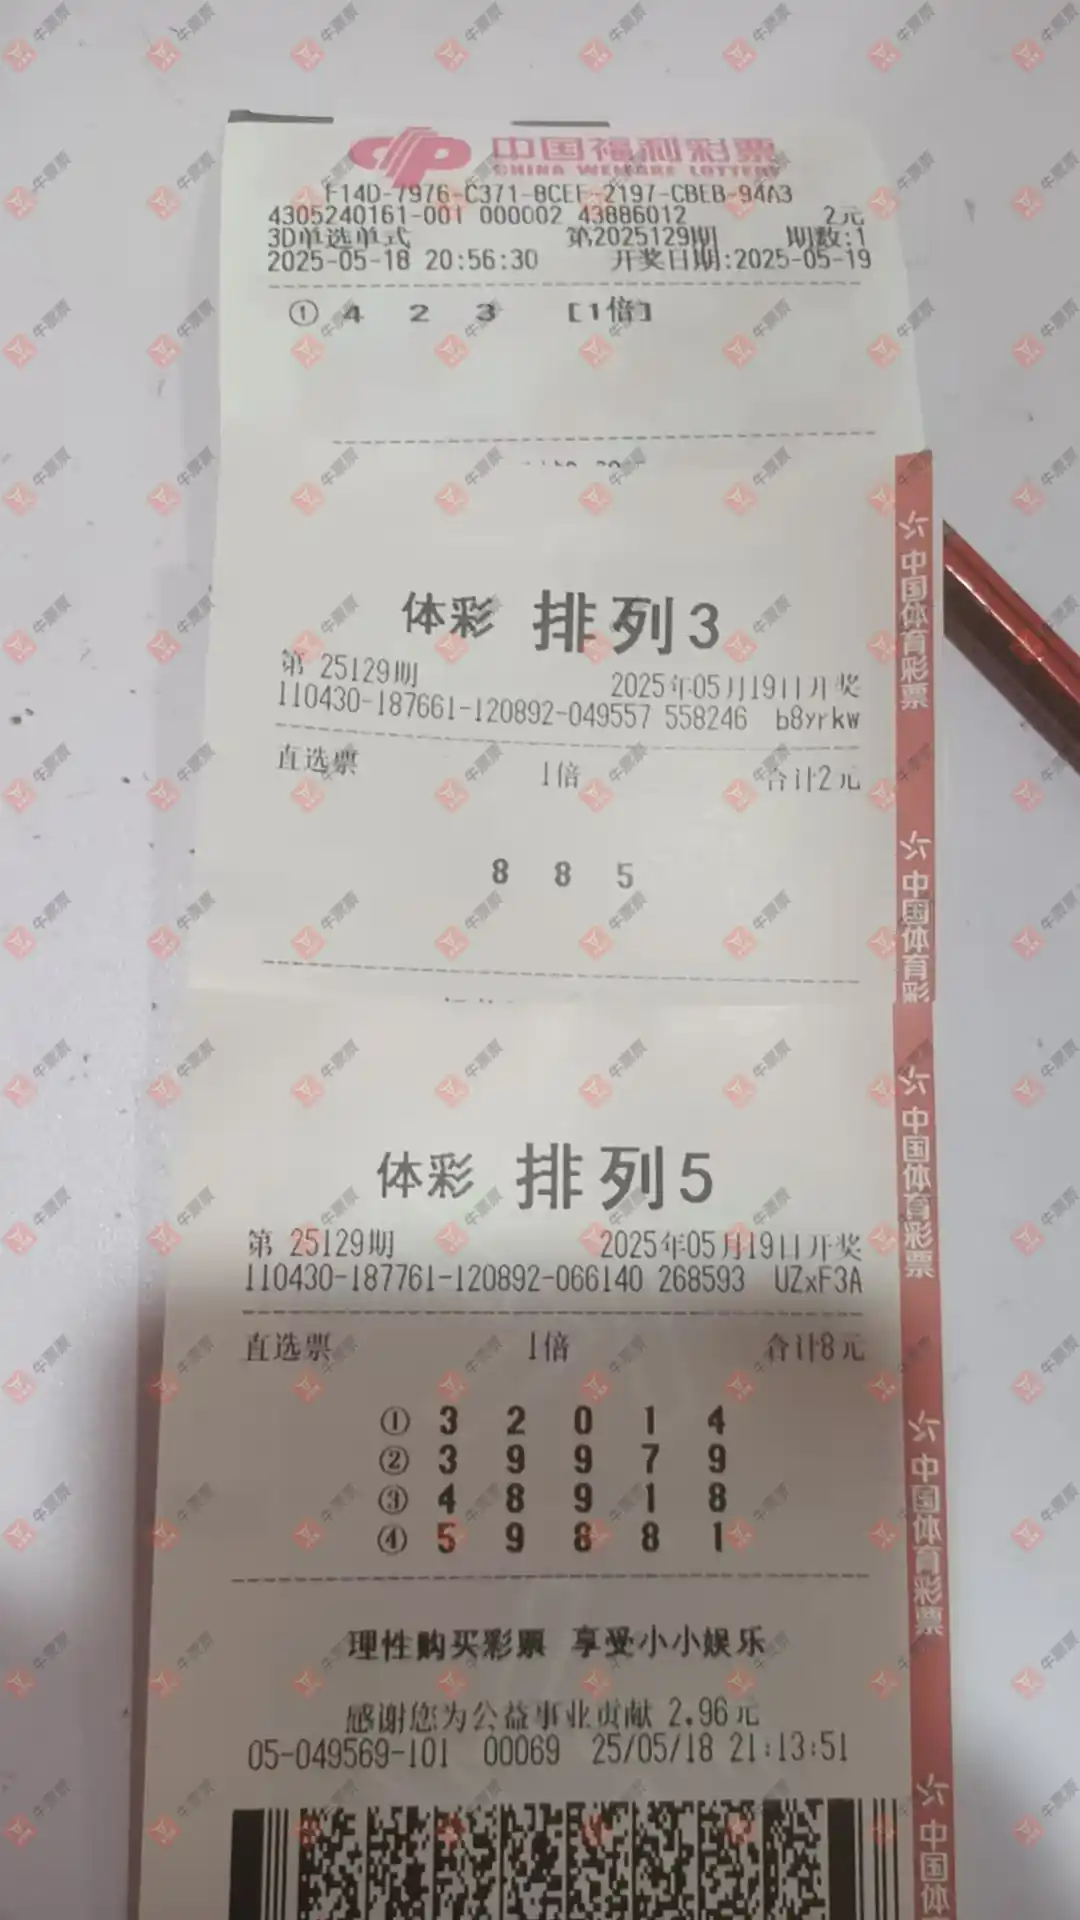 中国福利彩票
CHINA WELFARE LOTTERY
F14D-7976-C371-8CEF-2197-CBEB-94A3
4305240161-001 000002 43886012 2元
3D单选单式 第2025129期 期数:1
2025-05-18 20:56:30 开奖日期:2025-05-19
① 4 2 3 [1倍]
体彩 排列3
第 25129期 2025年05月19日开奖
110430-187661-120892-049557 558246 b8yrkw
直选票 1倍 合计2元
8 8 5
体彩 排列5
第 25129期 2025年05月19日开奖
110430-187761-120892-066140 268593 UZxF3A
直选票 1倍 合计8元
① 3 2 0 1 4
② 3 9 9 7 9
③ 4 8 9 1 8
④ 5 9 8 8 1
理性购买彩票 享受小小娱乐
感谢您为公益事业贡献 2.96元
05-049569-101 00069 25/05/18 21:13:51
中国体育彩票
中国体育彩
中国体育彩票
中国体育彩票
中国体
牛票票